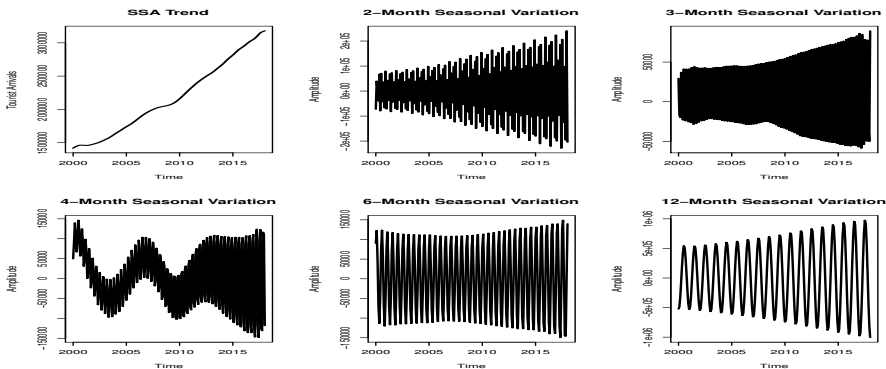 SSA Trend
Tourist Arrivals
1500000 2000000 2500000 3000000
2000 2005 2010 2015
Time
2−Month Seasonal Variation
Amplitude
−2e+05 −1e+05 0e+00 1e+05 2e+05
2000 2005 2010 2015
Time
3−Month Seasonal Variation
Amplitude
−50000 0 50000
2000 2005 2010 2015
Time
4−Month Seasonal Variation
Amplitude
−150000 −50000 0 50000 150000
2000 2005 2010 2015
Time
6−Month Seasonal Variation
Amplitude
−150000 −50000 0 50000 150000
2000 2005 2010 2015
Time
12−Month Seasonal Variation
Amplitude
−1e+06 −5e+05 0e+00 5e+05 1e+06
2000 2005 2010 2015
Time